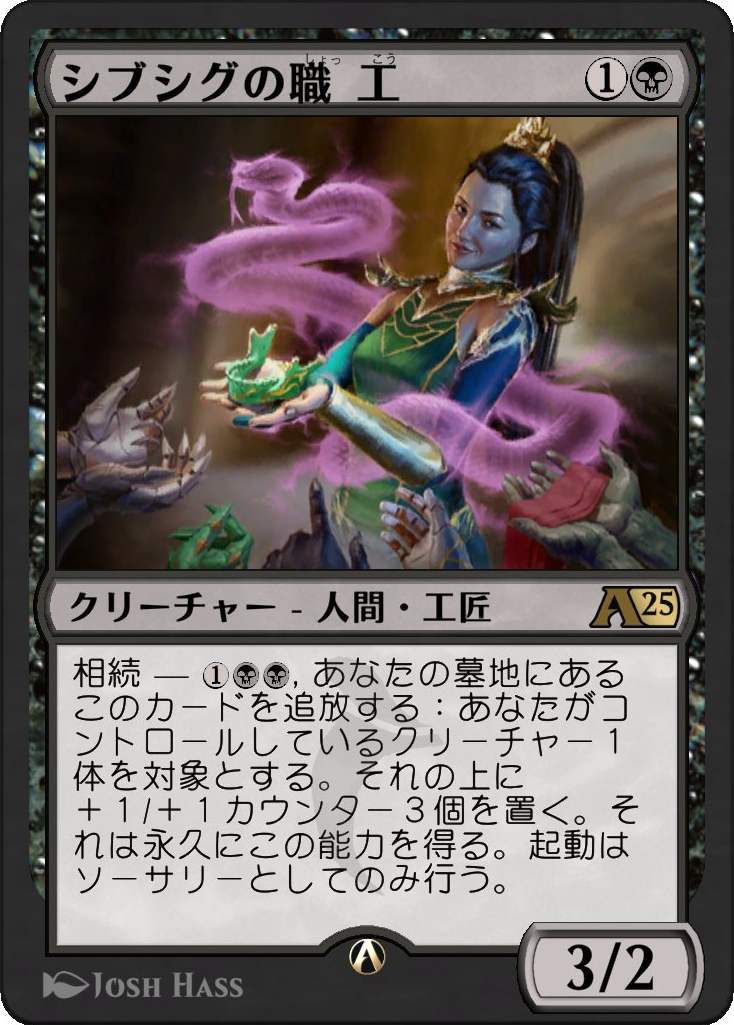 しょっ こう
シブシグの職 工 1
クリーチャー - 人間・工匠 A25
相続 — 1, あなたの墓地にある
このカードを追放する：あなたがコ
ントロールしているクリーチャー１
体を対象とする。それの上に
＋１/＋１カウンター３個を置く。そ
れは永久にこの能力を得る。起動は
ソーサリーとしてのみ行う。
3/2
JOSH HASS